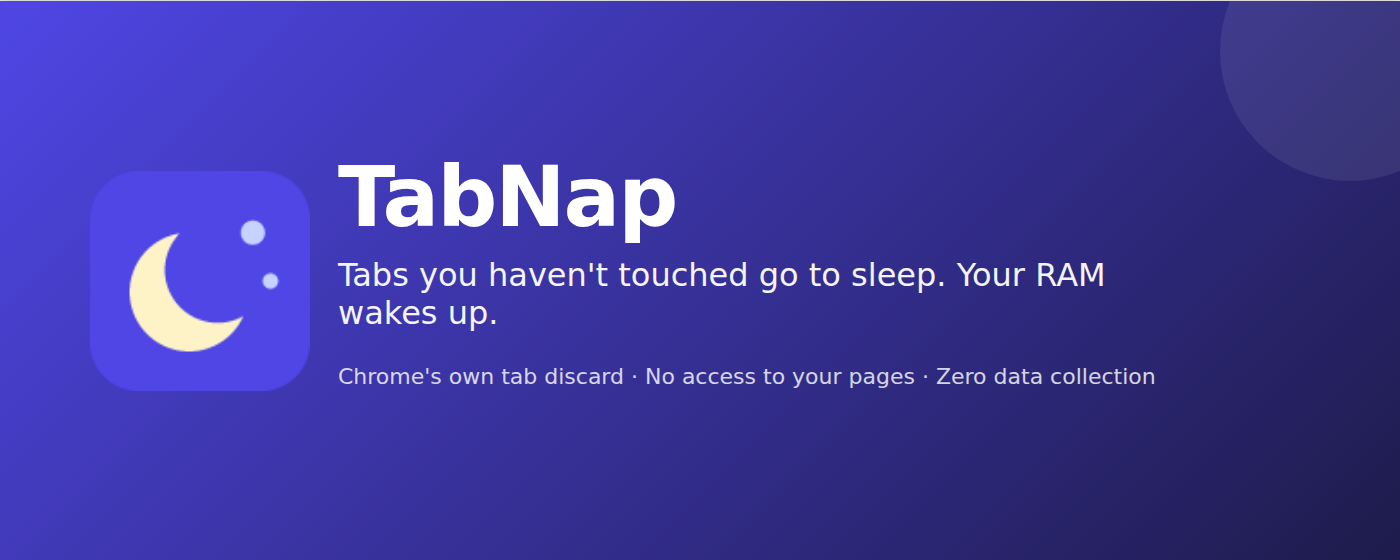 TabNap
Tabs you haven't touched go to sleep. Your RAM
wakes up.
Chrome's own tab discard · No access to your pages · Zero data collection